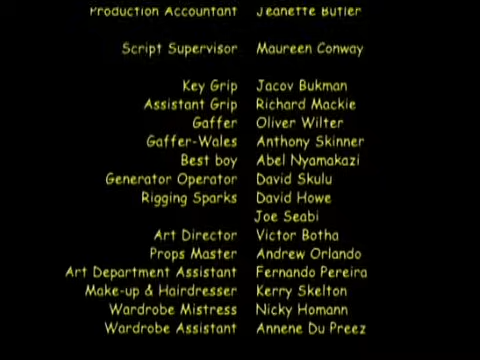 Production Accountant Jeanette Butler
Script Supervisor Maureen Conway
Key Grip Jacov Bukman
Assistant Grip Richard Mackie
Gaffer Oliver Wilter
Gaffer-Wales Anthony Skinner
Best boy Abel Nyamakazi
Generator Operator David Skulu
Rigging Sparks David Howe
Joe Seabi
Art Director Victor Botha
Props Master Andrew Orlando
Art Department Assistant Fernando Pereira
Make-up & Hairdresser Kerry Skelton
Wardrobe Mistress Nicky Homann
Wardrobe Assistant Annene Du Preez